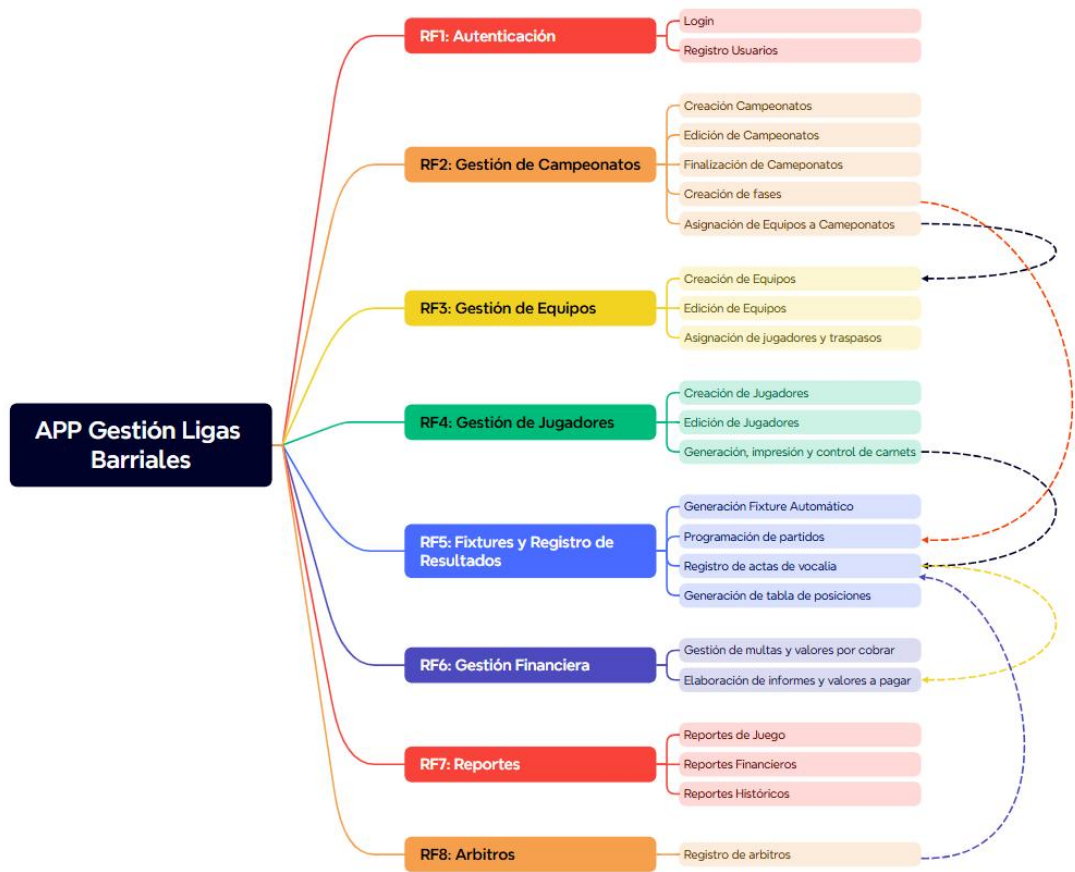 APP Gestión Ligas
Barriales
RF1: Autenticación
Login
Registro Usuarios
RF2: Gestión de Campeonatos
Creación Campeonatos
Edición de Campeonatos
Finalización de Cameponatos
Creación de fases
Asignación de Equipos a Cameponatos
RF3: Gestión de Equipos
Creación de Equipos
Edición de Equipos
Asignación de jugadores y traspasos
RF4: Gestión de Jugadores
Creación de Jugadores
Edición de Jugadores
Generación, impresión y control de carnets
RF5: Fixtures y Registro de
Resultados
Generación Fixture Automático
Programación de partidos
Registro de actas de vocalia
Generación de tabla de posiciones
RF6: Gestión Financiera
Gestión de multas y valores por cobrar
Elaboración de informes y valores a pagar
RF7: Reportes
Reportes de Juego
Reportes Financieros
Reportes Históricos
RF8: Arbitros
Registro de arbitros